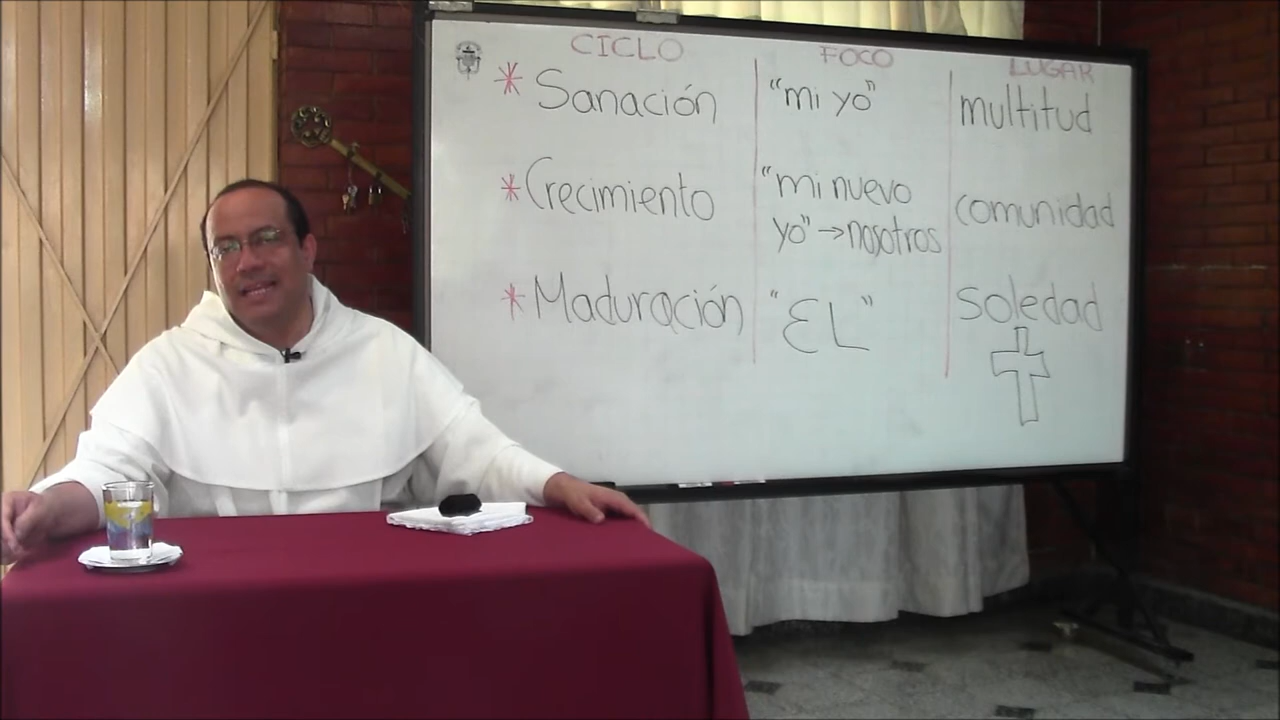 CICLO FOCO LUGAR
* Sanación "mi yo" multitud
* Crecimiento "mi nuevo comunidad
yo" → nosotros
* Maduración "EL" soledad